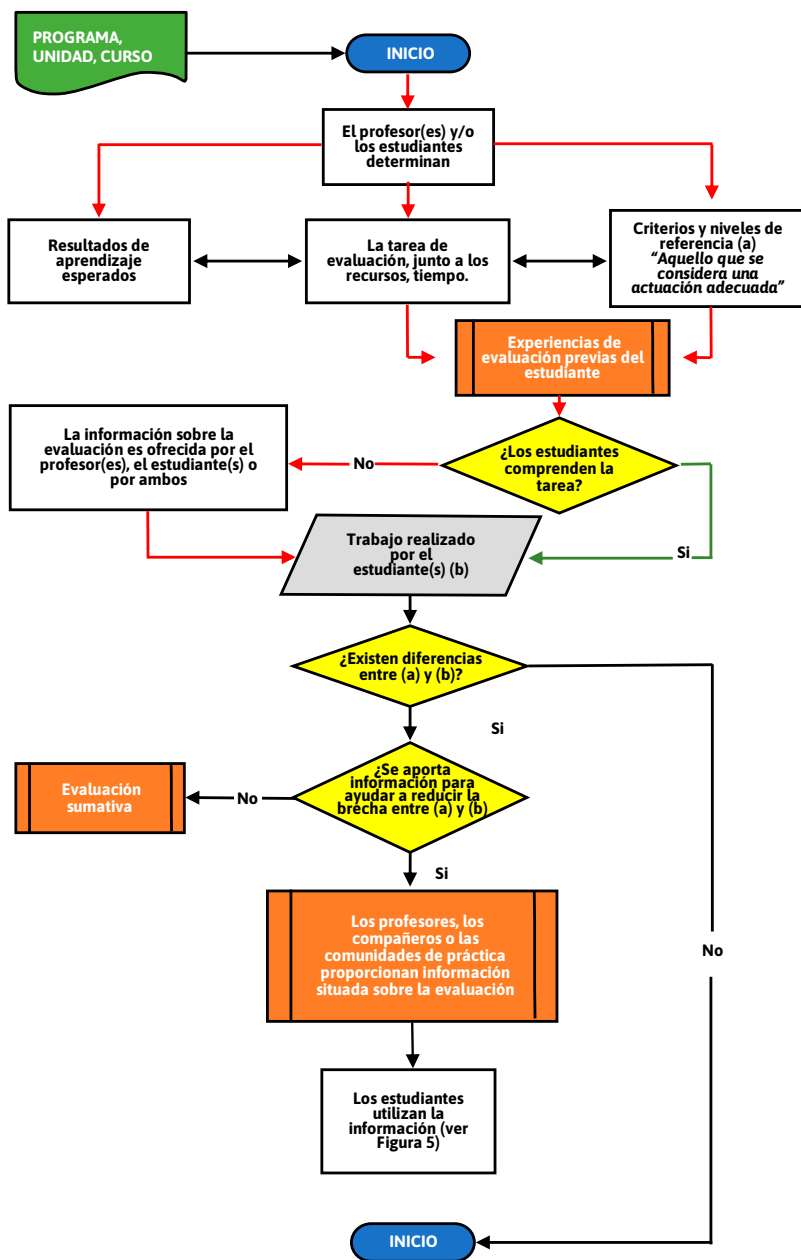 PROGRAMA,
UNIDAD, CURSO
INICIO
El profesor(es) y/o
los estudiantes
determinan
Resultados de
aprendizaje
esperados
La tarea de
evaluación, junto a los
recursos, tiempo.
Criterios y niveles de
referencia (a)
“Aquello que se
considera una
actuación adecuada”
Experiencias de
evaluación previas del
estudiante
La información sobre la
evaluación es ofrecida por el
profesor(es), el estudiante(s) o
por ambos
No
¿Los estudiantes
comprenden la
tarea?
Si
Trabajo realizado
por el
estudiante(s) (b)
¿Existen diferencias
entre (a) y (b)?
Si
Evaluación
sumativa
No
¿Se aporta
información para
ayudar a reducir la
brecha entre (a) y (b)
Si
Los profesores, los
compañeros o las
comunidades de práctica
proporcionan información
situada sobre la evaluación
No
Los estudiantes
utilizan la
información (ver
Figura 5)
INICIO